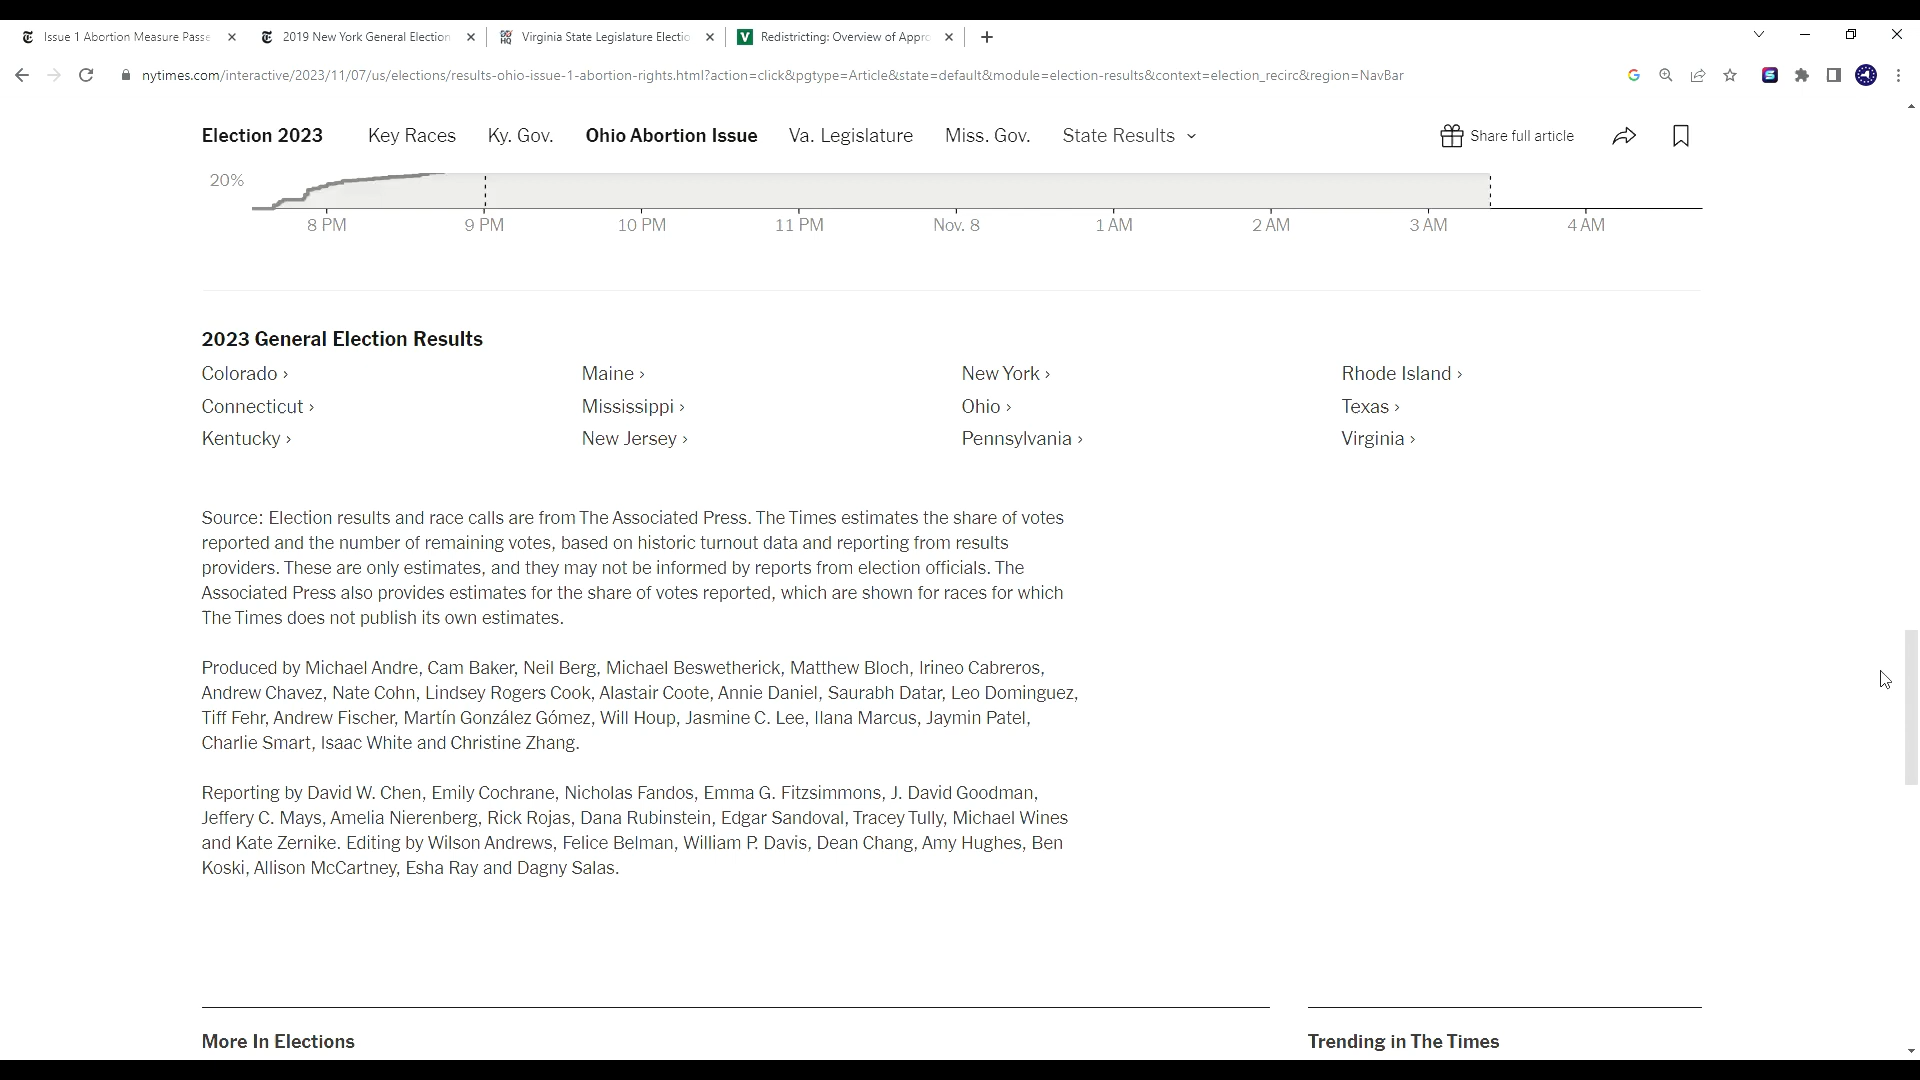 Issue 1 Abortion Measure Passe
2019 New York General Election
Virginia State Legislature Electio
Redistricting: Overview of Appro
nytimes.com/interactive/2023/11/07/us/elections/results-ohio-issue-1-abortion-rights.html?action=click&pgtype=Article&state=default&module=election-results&context=election_recirc&region=NavBar
Election 2023 Key Races Ky. Gov. Ohio Abortion Issue Va. Legislature Miss. Gov. State Results Share full article
20%
8 PM 9 PM 10 PM 11 PM Nov. 8 1 AM 2 AM 3 AM 4 AM
2023 General Election Results
Colorado › Maine › New York › Rhode Island ›
Connecticut › Mississippi › Ohio › Texas ›
Kentucky › New Jersey › Pennsylvania › Virginia ›
Source: Election results and race calls are from The Associated Press. The Times estimates the share of votes
reported and the number of remaining votes, based on historic turnout data and reporting from results
providers. These are only estimates, and they may not be informed by reports from election officials. The
Associated Press also provides estimates for the share of votes reported, which are shown for races for which
The Times does not publish its own estimates.
Produced by Michael Andre, Cam Baker, Neil Berg, Michael Beswetherick, Matthew Bloch, Irineo Cabreros,
Andrew Chavez, Nate Cohn, Lindsey Rogers Cook, Alastair Coote, Annie Daniel, Saurabh Datar, Leo Dominguez,
Tiff Fehr, Andrew Fischer, Martín González Gómez, Will Houp, Jasmine C. Lee, Ilana Marcus, Jaymin Patel,
Charlie Smart, Isaac White and Christine Zhang.
Reporting by David W. Chen, Emily Cochrane, Nicholas Fandos, Emma G. Fitzsimmons, J. David Goodman,
Jeffery C. Mays, Amelia Nierenberg, Rick Rojas, Dana Rubinstein, Edgar Sandoval, Tracey Tully, Michael Wines
and Kate Zernike. Editing by Wilson Andrews, Felice Belman, William P. Davis, Dean Chang, Amy Hughes, Ben
Koski, Allison McCartney, Esha Ray and Dagny Salas.
More In Elections Trending in The Times